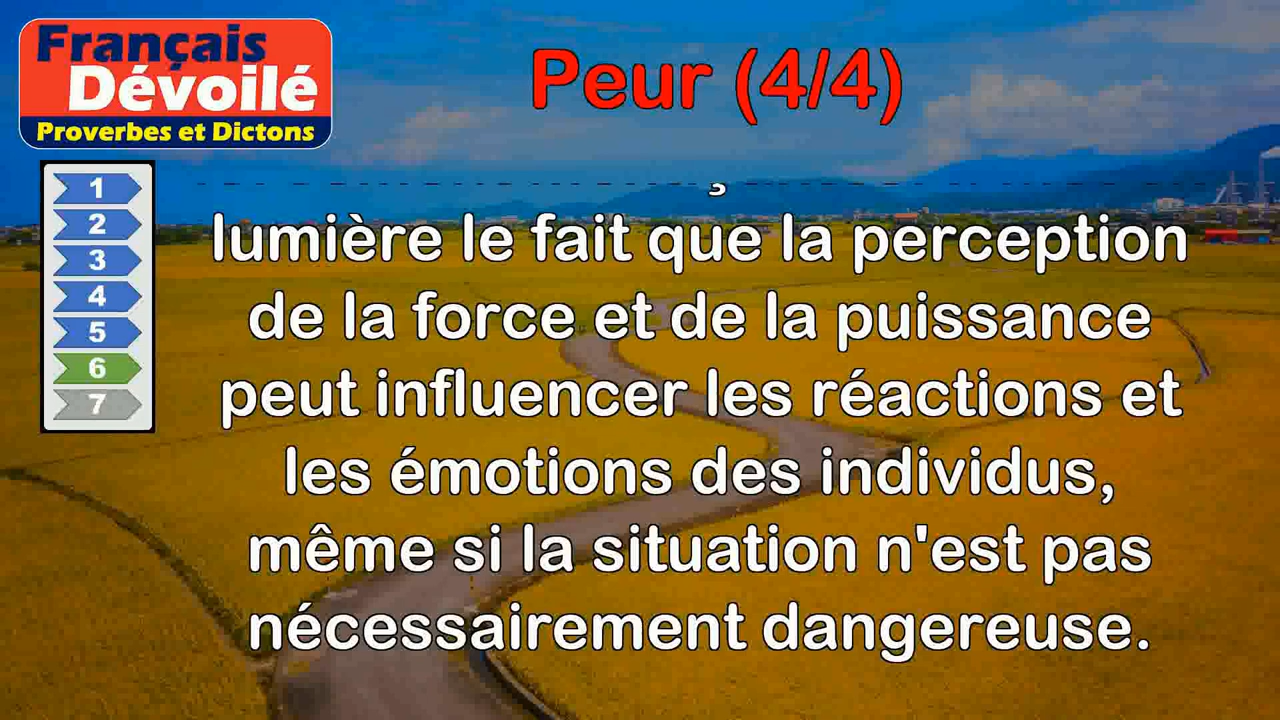 Français
Dévoilé
Proverbes et Dictons
Peur (4/4)
1
2
3
4
5
6
7
lumière le fait que la perception
de la force et de la puissance
peut influencer les réactions et
les émotions des individus,
même si la situation n'est pas
nécessairement dangereuse.